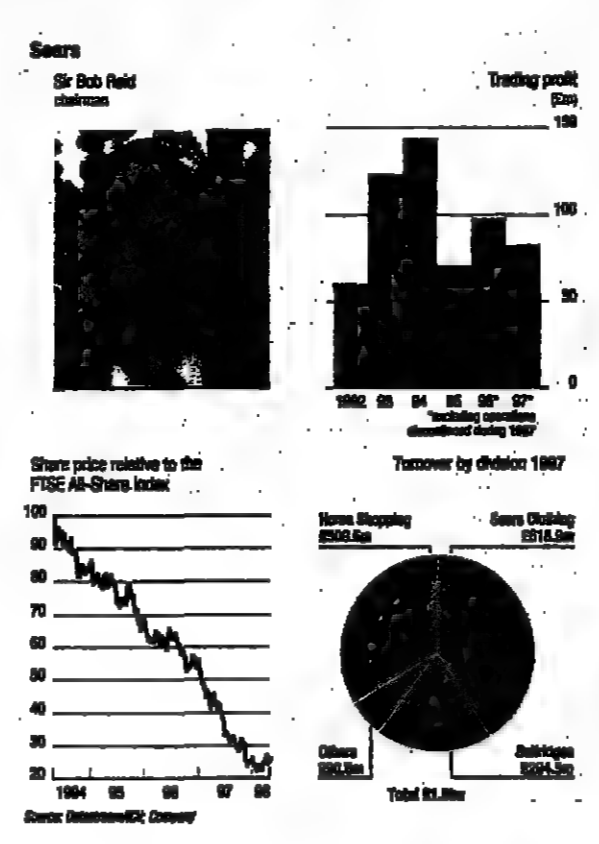 Sears
Sir Bob Reid
chairman
Trading profit
(£m)
150
100
50
0
1992 93 94 95 96* 97*
*excluding operations
discontinued during 1997
Share price relative to the
FTSE All-Share Index
100
90
80
70
60
50
40
30
20
1994 95 96 97 98
Source: Company
Turnover by division 1997
Home Shopping
Sears Clothing
Others
Selfridges
Total